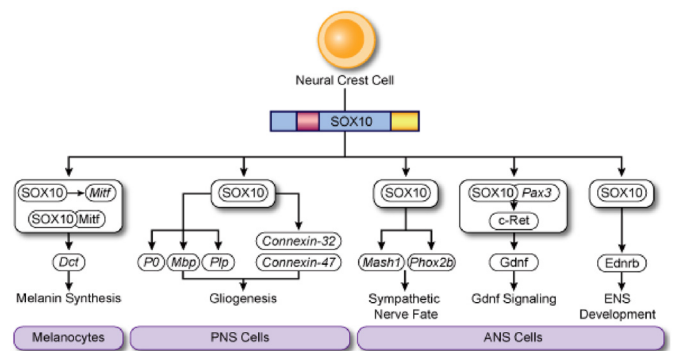 Neural Crest Cell
SOX10
SOX10 Mitf
SOX10 Mitf
Dct
Melanin Synthesis
Melanocytes
SOX10
P0 Mbp Plp
Connexin-32
Connexin-47
Gliogenesis
PNS Cells
SOX10
Mash1 Phox2b
Sympathetic
Nerve Fate
SOX10 Pax3
c-Ret
Gdnf
Gdnf Signaling
SOX10
Ednrb
ENS
Development
ANS Cells